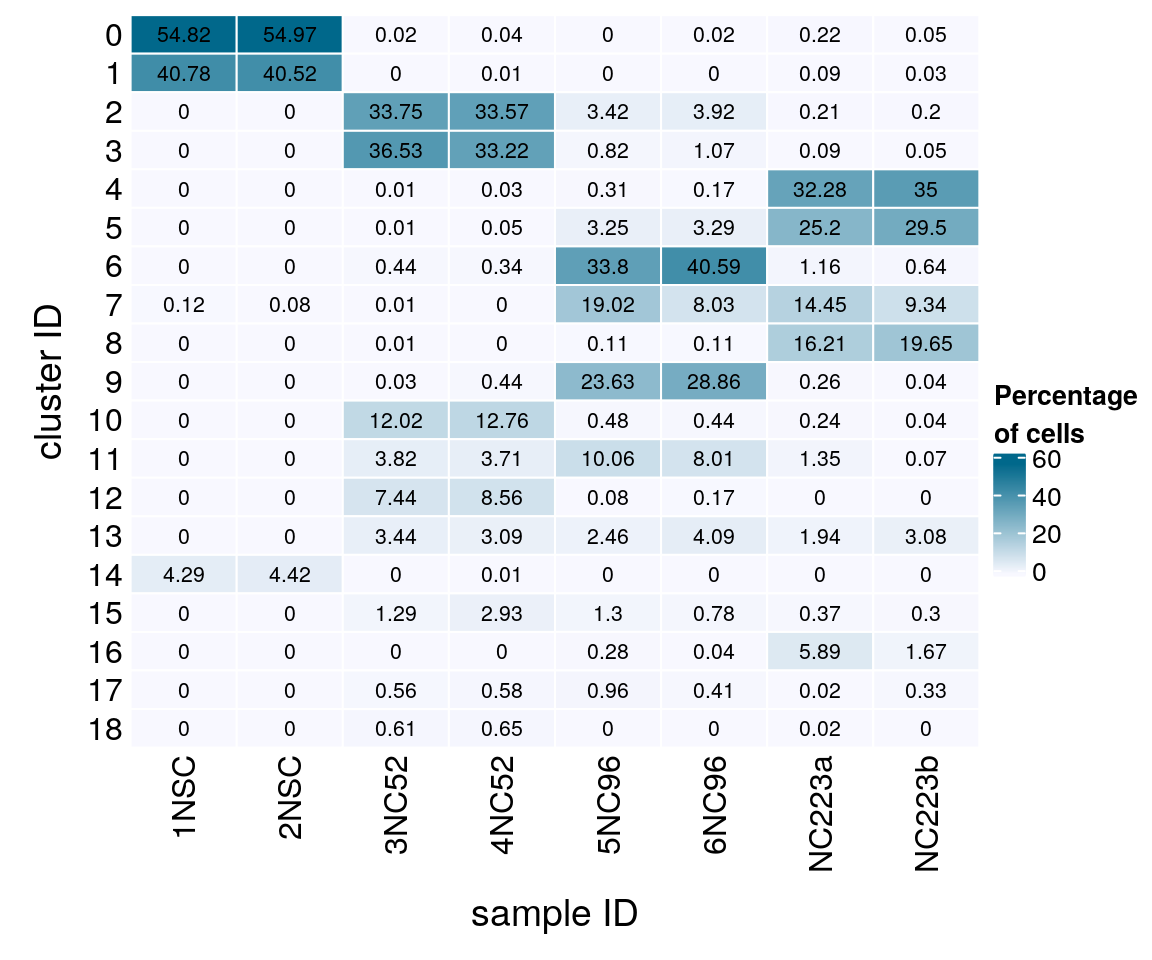 0 54.82 54.97 0.02 0.04 0 0.02 0.22 0.05
1 40.78 40.52 0 0.01 0 0 0.09 0.03
2 0 0 33.75 33.57 3.42 3.92 0.21 0.2
3 0 0 36.53 33.22 0.82 1.07 0.09 0.05
4 0 0 0.01 0.03 0.31 0.17 32.28 35
5 0 0 0.01 0.05 3.25 3.29 25.2 29.5
6 0 0 0.44 0.34 33.8 40.59 1.16 0.64
7 0.12 0.08 0.01 0 19.02 8.03 14.45 9.34
8 0 0 0.01 0 0.11 0.11 16.21 19.65
9 0 0 0.03 0.44 23.63 28.86 0.26 0.04
10 0 0 12.02 12.76 0.48 0.44 0.24 0.04
11 0 0 3.82 3.71 10.06 8.01 1.35 0.07
12 0 0 7.44 8.56 0.08 0.17 0 0
13 0 0 3.44 3.09 2.46 4.09 1.94 3.08
14 4.29 4.42 0 0.01 0 0 0 0
15 0 0 1.29 2.93 1.3 0.78 0.37 0.3
16 0 0 0 0 0.28 0.04 5.89 1.67
17 0 0 0.56 0.58 0.96 0.41 0.02 0.33
18 0 0 0.61 0.65 0 0 0.02 0
1NSC 2NSC 3NC52 4NC52 5NC96 6NC96 NC223a NC223b
sample ID
cluster ID
Percentage
of cells
60
40
20
0